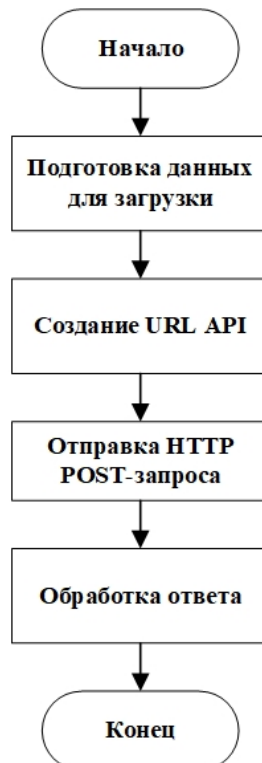 Начало
Подготовка данных
для загрузки
Создание URL API
Отправка HTTP
POST-запроса
Обработка ответа
Конец